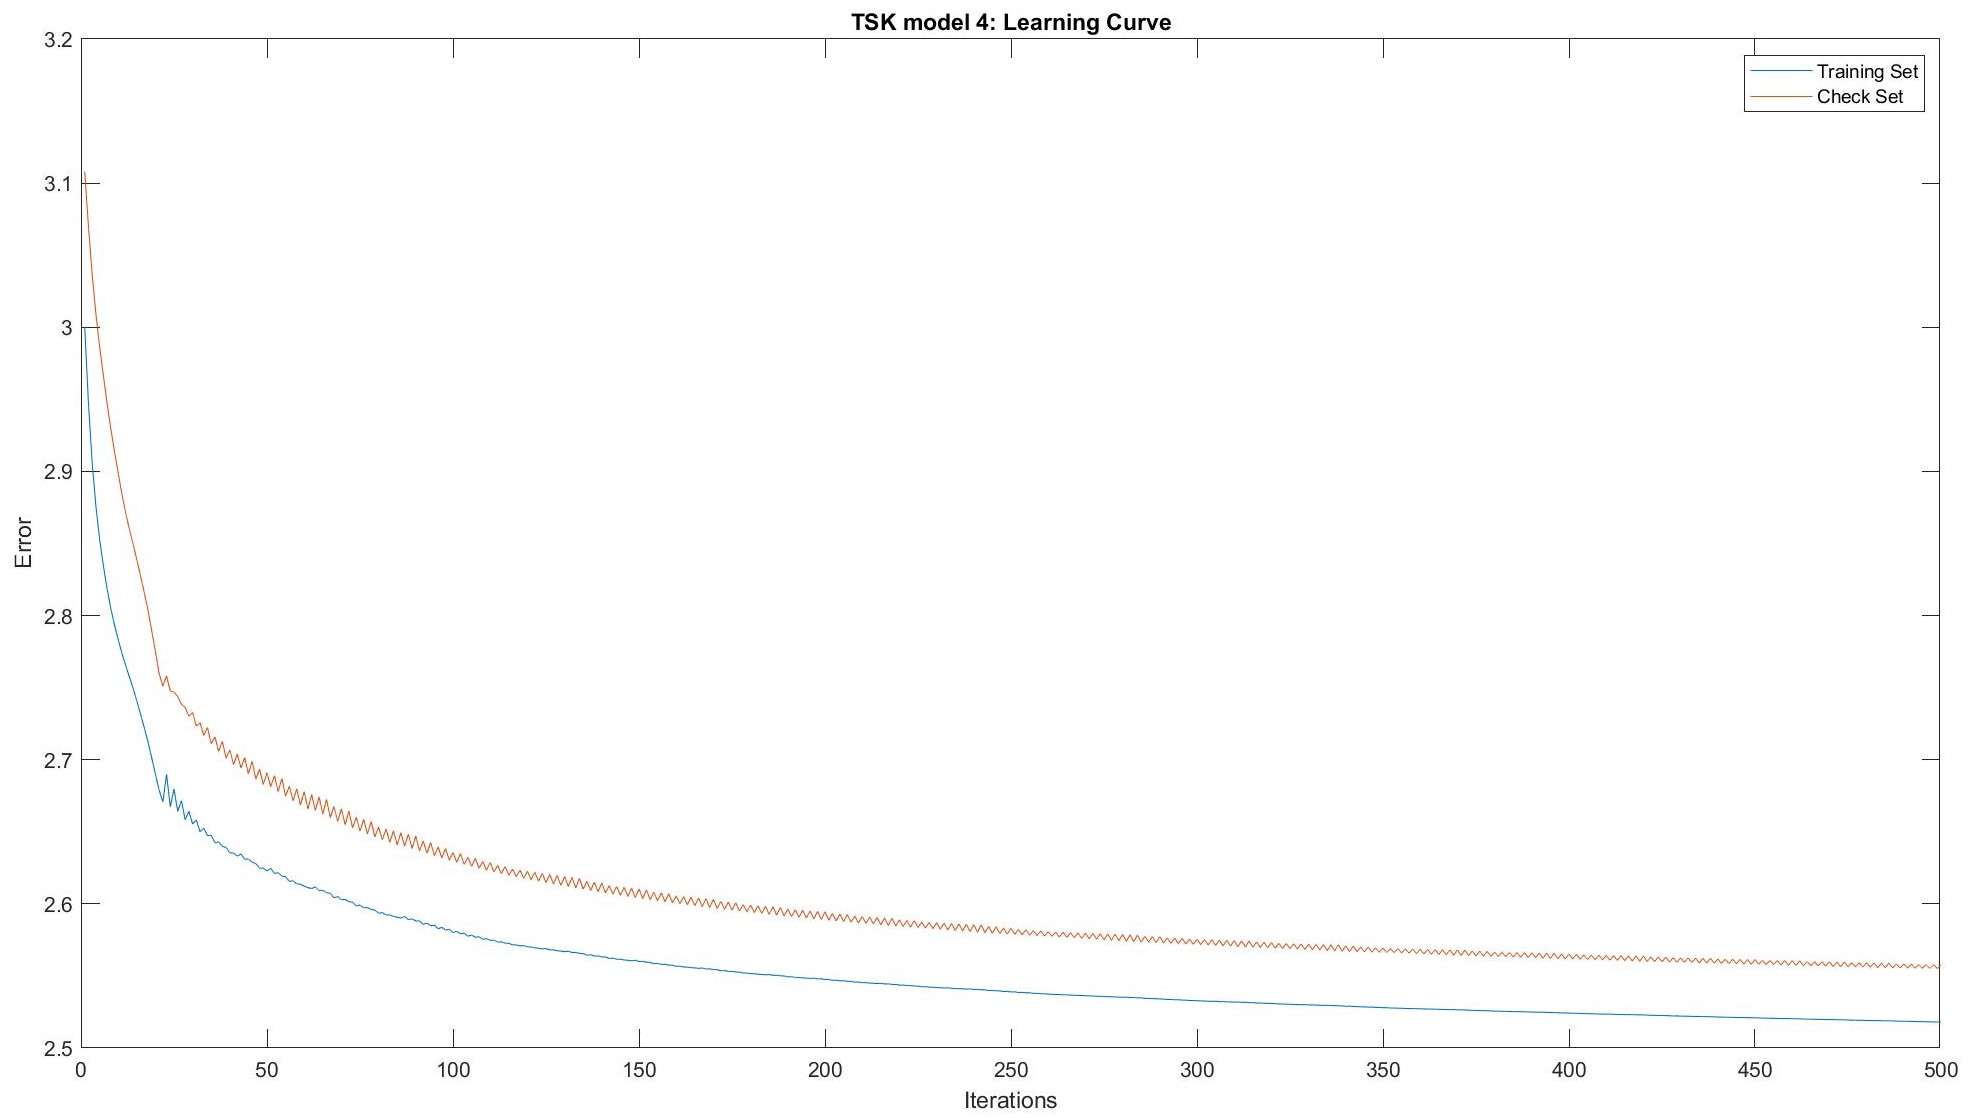 TSK model 4: Learning Curve
3.2
3.1
3
2.9
2.8
2.7
2.6
2.5
Error
Training Set
Check Set
0 50 100 150 200 250 300 350 400 450 500
Iterations